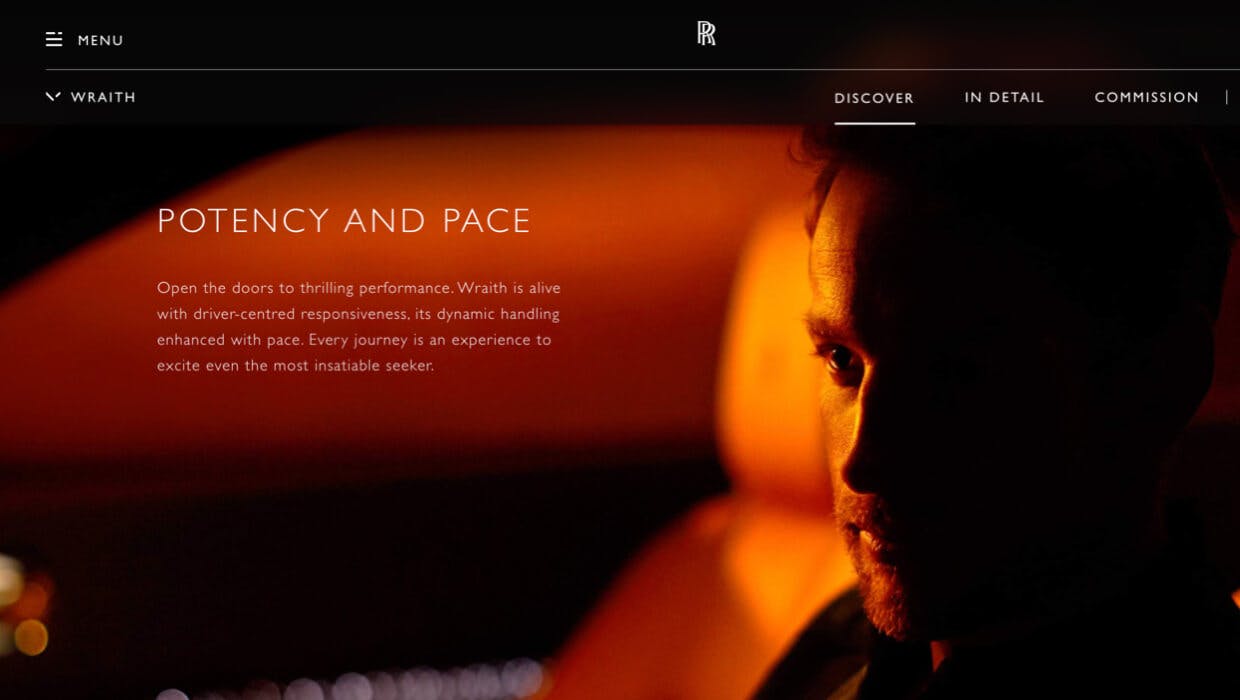 MENU
RR
WRAITH
DISCOVER
IN DETAIL
COMMISSION
POTENCY AND PACE
Open the doors to thrilling performance. Wraith is alive
with driver-centred responsiveness, its dynamic handling
enhanced with pace. Every journey is an experience to
excite even the most insatiable seeker.